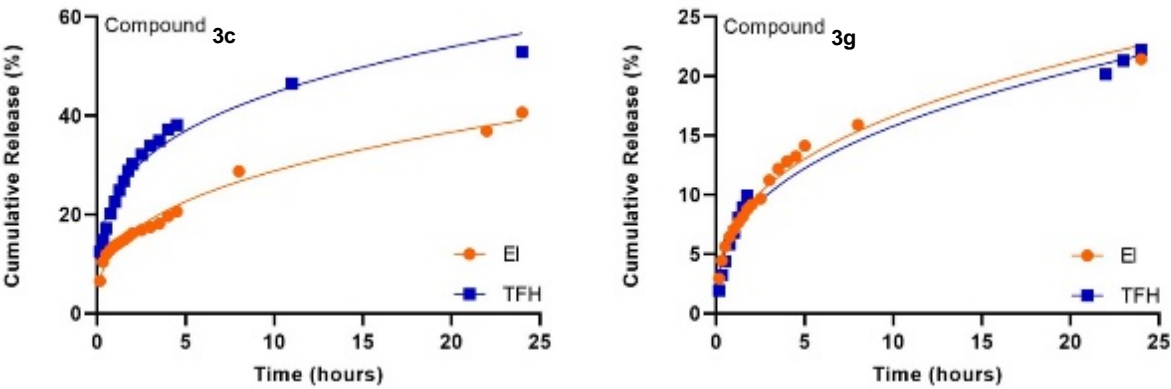 Compound 3c
Cumulative Release (%)
60
40
20
0
EI
TFH
0 5 10 15 20 25
Time (hours)
Compound 3g
Cumulative Release (%)
25
20
15
10
5
0
EI
TFH
0 5 10 15 20 25
Time (hours)